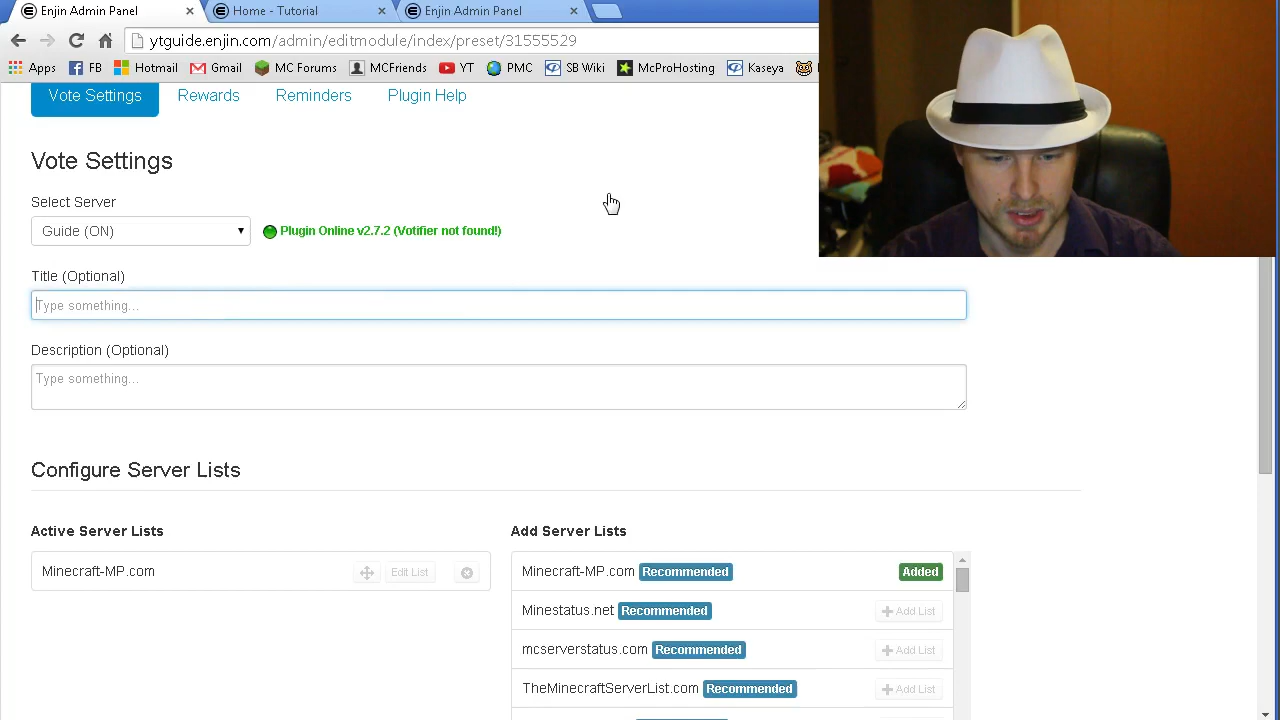 Enjin Admin Panel × Home - Tutorial × Enjin Admin Panel ×
ytguide.enjin.com/admin/editmodule/index/preset/31555529
Apps FB Hotmail Gmail MC Forums MCFriends YT PMC SB Wiki McProHosting Kaseya
Vote Settings Rewards Reminders Plugin Help
Vote Settings
Select Server
Guide (ON) Plugin Online v2.7.2 (Votifier not found!)
Title (Optional)
Type something...
Description (Optional)
Type something...
Configure Server Lists
Active Server Lists
Minecraft-MP.com Edit List
Add Server Lists
Minecraft-MP.com Recommended Added
Minestatus.net Recommended + Add List
mcserverstatus.com Recommended + Add List
TheMinecraftServerList.com Recommended + Add List